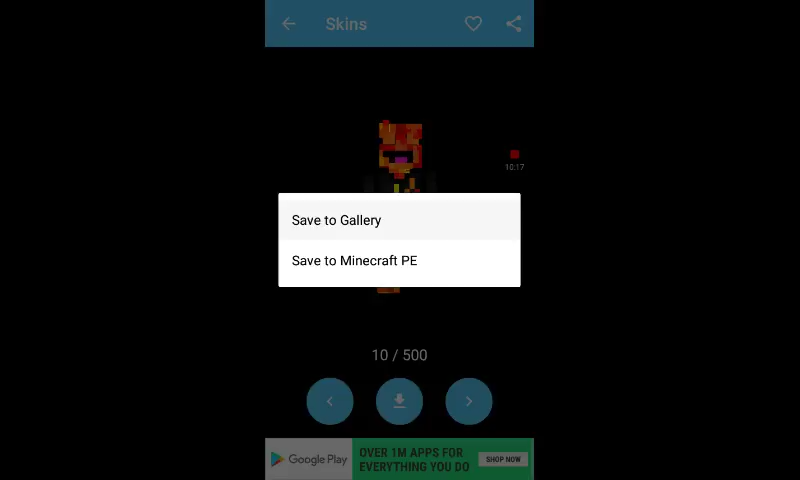 Skins
10:17
Save to Gallery
Save to Minecraft PE
10 / 500
Google Play
OVER 1M APPS FOR
EVERYTHING YOU DO
SHOP NOW